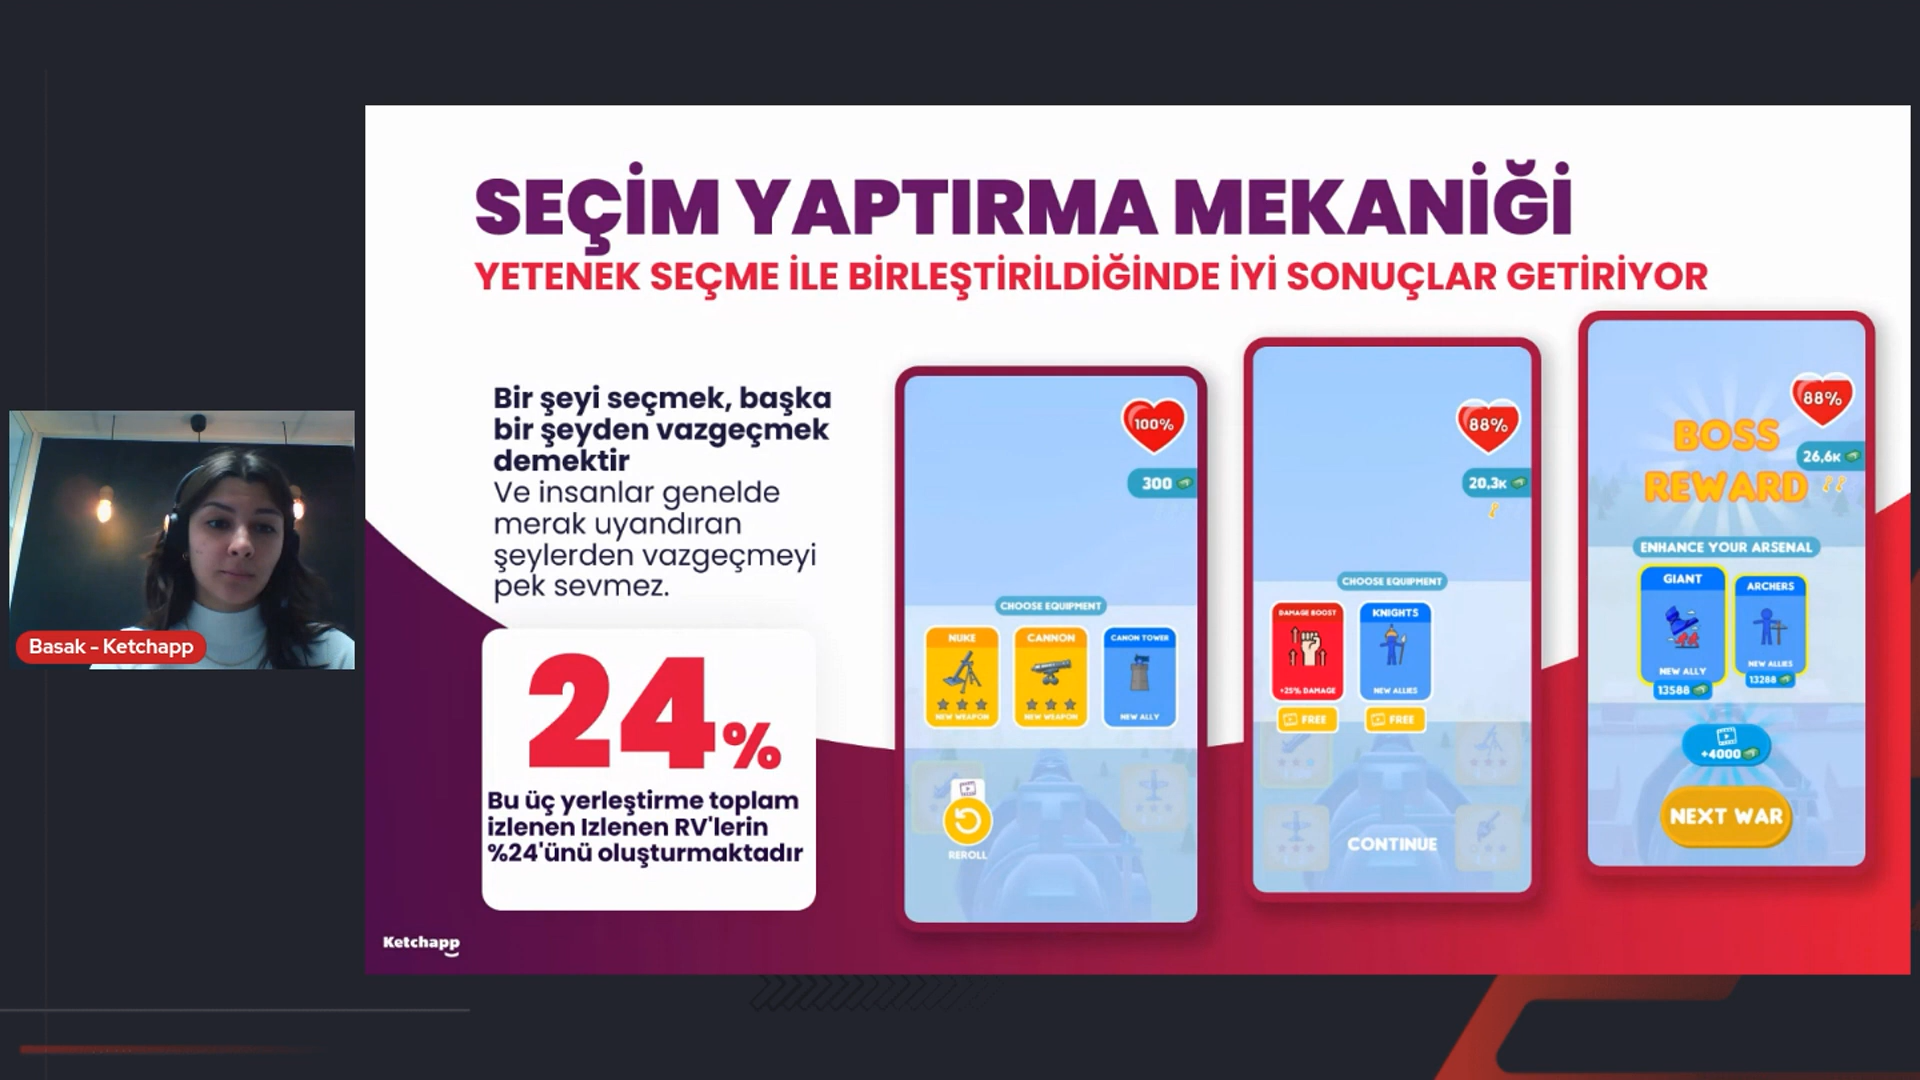 SEÇİM YAPTIRMA MEKANİĞİ
YETENEK SEÇME İLE BİRLEŞTİRİLDİĞİNDE İYİ SONUÇLAR GETİRİYOR
Bir şeyi seçmek, başka
bir şeyden vazgeçmek
demektir
Ve insanlar genelde
merak uyandıran
şeylerden vazgeçmeyi
pek sevmez.
24%
Bu üç yerleştirme toplam
izlenen Izlenen RV'lerin
%24'ünü oluşturmaktadır
Ketchapp
Basak - Ketchapp
100%
300
CHOOSE EQUIPMENT
NUKE
CANNON
CANON TOWER
NEW WEAPON
NEW WEAPON
NEW ALLY
REROLL
88%
20,3K
CHOOSE EQUIPMENT
DAMAGE BOOST
KNIGHTS
+25% DAMAGE
NEW ALLIES
FREE
FREE
CONTINUE
88%
BOSS
REWARD
26,6K
ENHANCE YOUR ARSENAL
GIANT
ARCHERS
NEW ALLY
NEW ALLIES
13588
13288
+4000
NEXT WAR